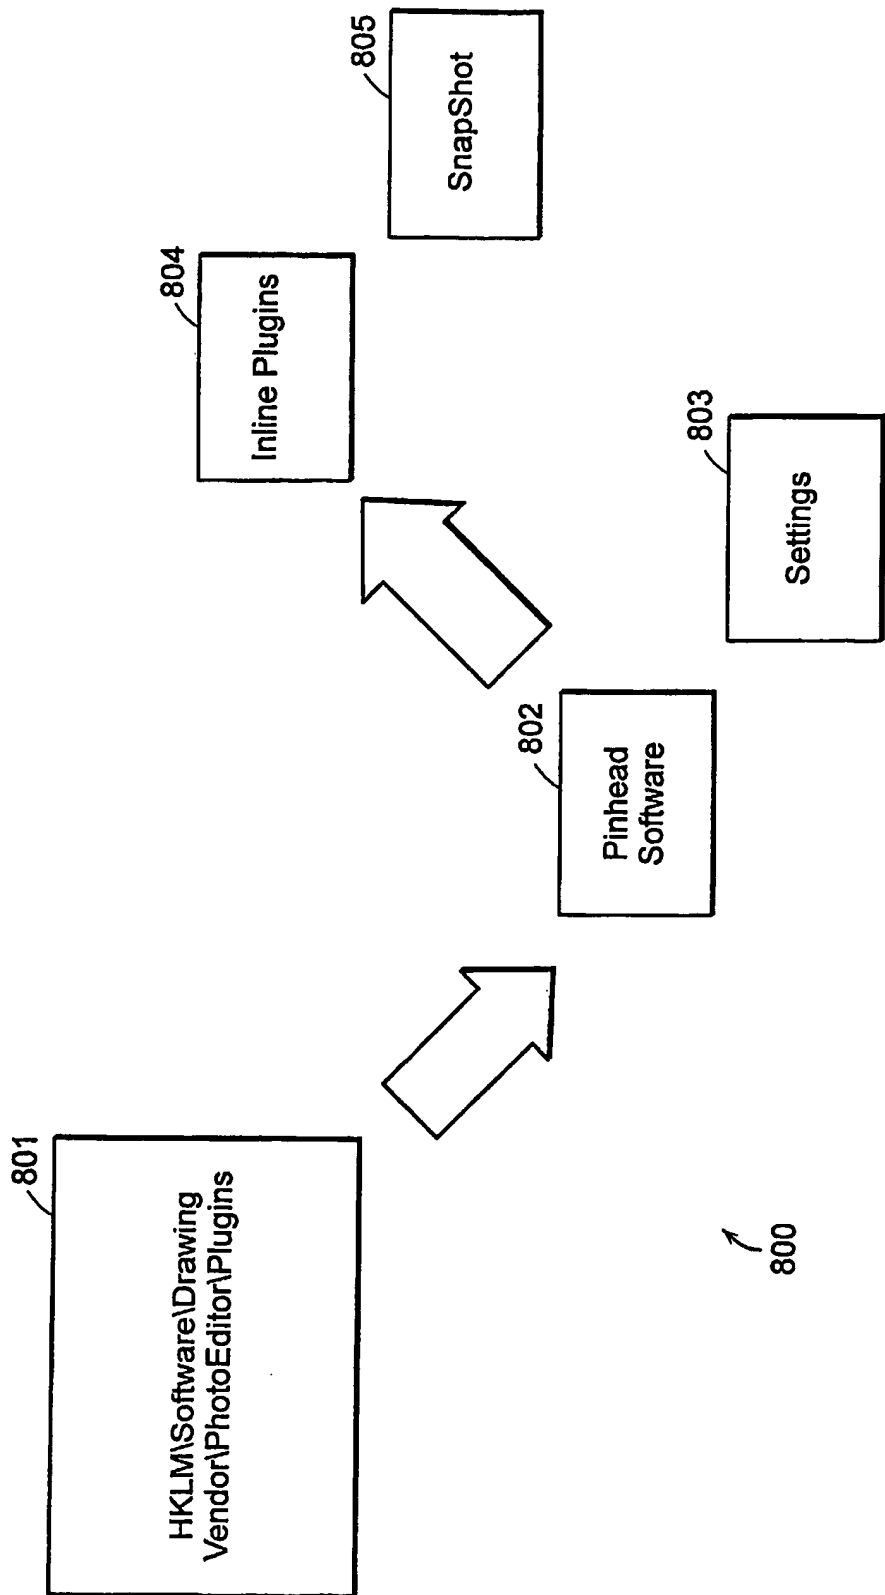 801
HKLM\Software\Drawing
Vendor\PhotoEditor\Plugins
802
Pinhead
Software
803
Settings
804
Inline Plugins
805
SnapShot
800